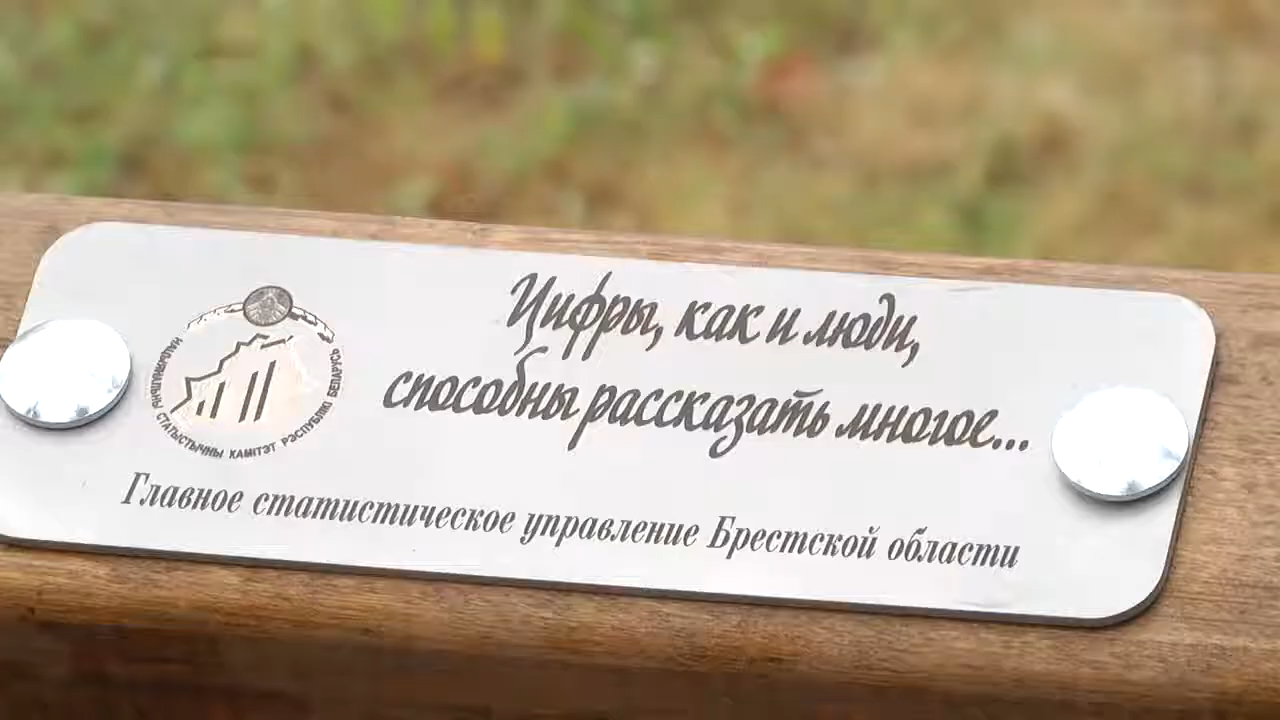 Цифры, как и люди,
способны рассказать многое...
НАЦЫЯНАЛЬНЫ СТАТЫСТЫЧНЫ КАМІТЭТ РЭСПУБЛІКІ БЕЛАРУСЬ
Главное статистическое управление Брестской области